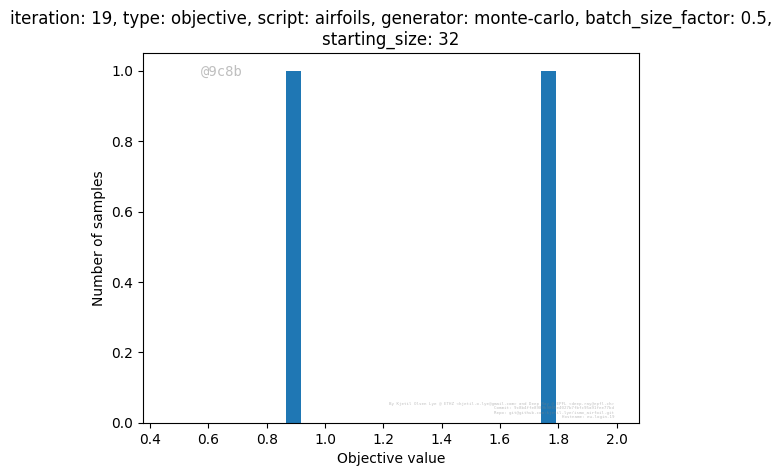 iteration: 19, type: objective, script: airfoils, generator: monte-carlo, batch_size_factor: 0.5,
starting_size: 32
@9c8b
1.0
0.8
0.6
0.4
0.2
0.0
Number of samples
0.4 0.6 0.8 1.0 1.2 1.4 1.6 1.8 2.0
Objective value